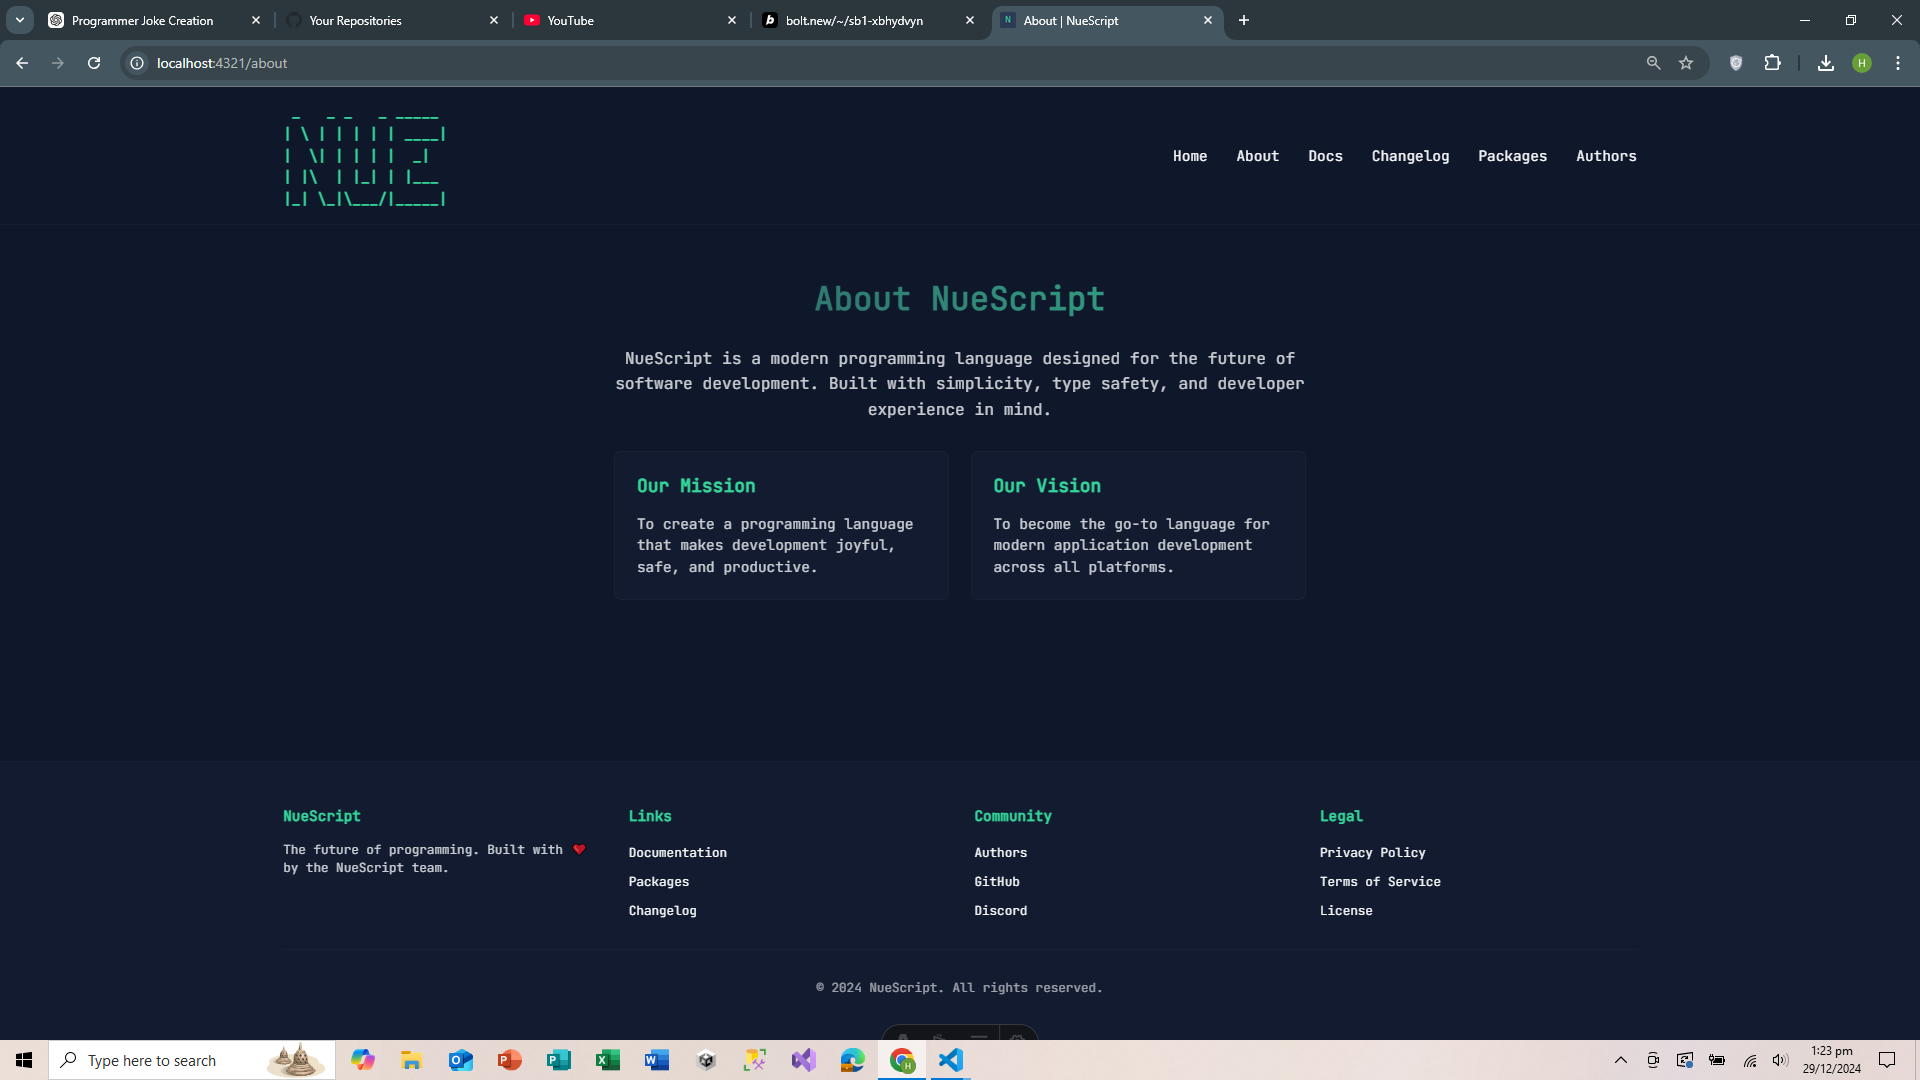 Programmer Joke Creation
Your Repositories
YouTube
bolt.new/~/sb1-xbhydvyn
About | NueScript
localhost:4321/about
H
NUE
Home
About
Docs
Changelog
Packages
Authors
About NueScript
NueScript is a modern programming language designed for the future of
software development. Built with simplicity, type safety, and developer
experience in mind.
Our Mission
To create a programming language
that makes development joyful,
safe, and productive.
Our Vision
To become the go-to language for
modern application development
across all platforms.
NueScript
The future of programming. Built with ❤️
by the NueScript team.
Links
Documentation
Packages
Changelog
Community
Authors
GitHub
Discord
Legal
Privacy Policy
Terms of Service
License
© 2024 NueScript. All rights reserved.
Type here to search
1:23 pm
29/12/2024